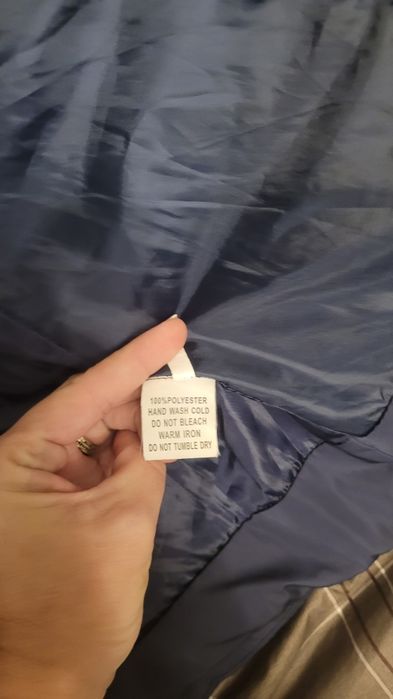 100%POLYESTER
HAND WASH COLD
DO NOT BLEACH
WARM IRON
DO NOT TUMBLE DRY